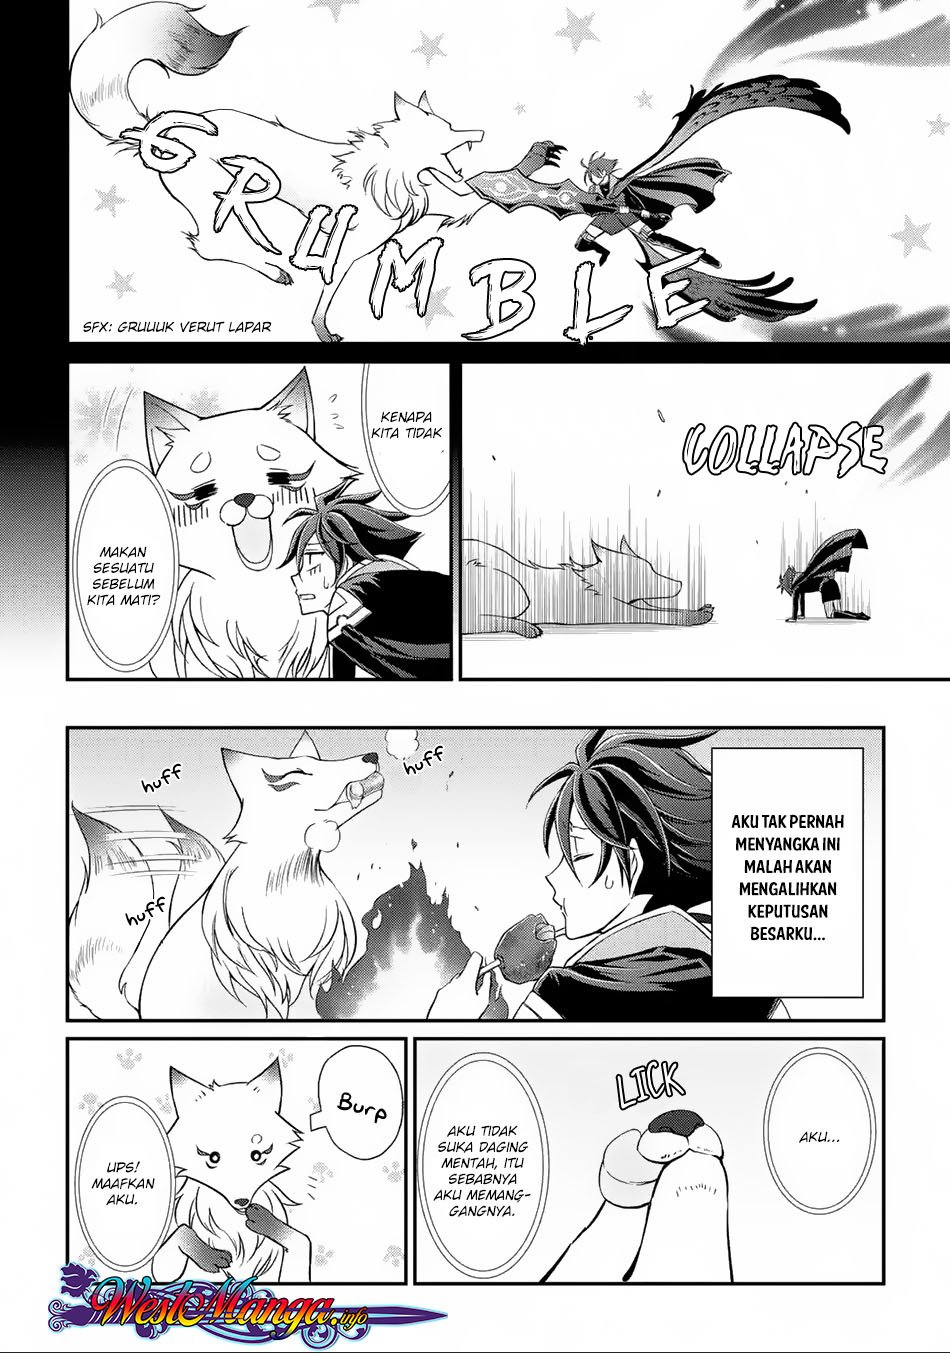 GRUMBLE
SFX: GRUUUK VERUT LAPAR
COLLAPSE
KENAPA
KITA TIDAK
MAKAN
SESUATU
SEBELUM
KITA MATI?
AKU TAK PERNAH
MENYANGKA INI
MALAH AKAN
MENGALIHKAN
KEPUTUSAN
BESARKU...
huff
huff
huff
AKU...
LICK
AKU TIDAK
SUKA DAGING
MENTAH, ITU
SEBABNYA
AKU MEMANG-
GANGNYA.
Burp
UPS!
MAAFKAN
AKU.
WestManga.info